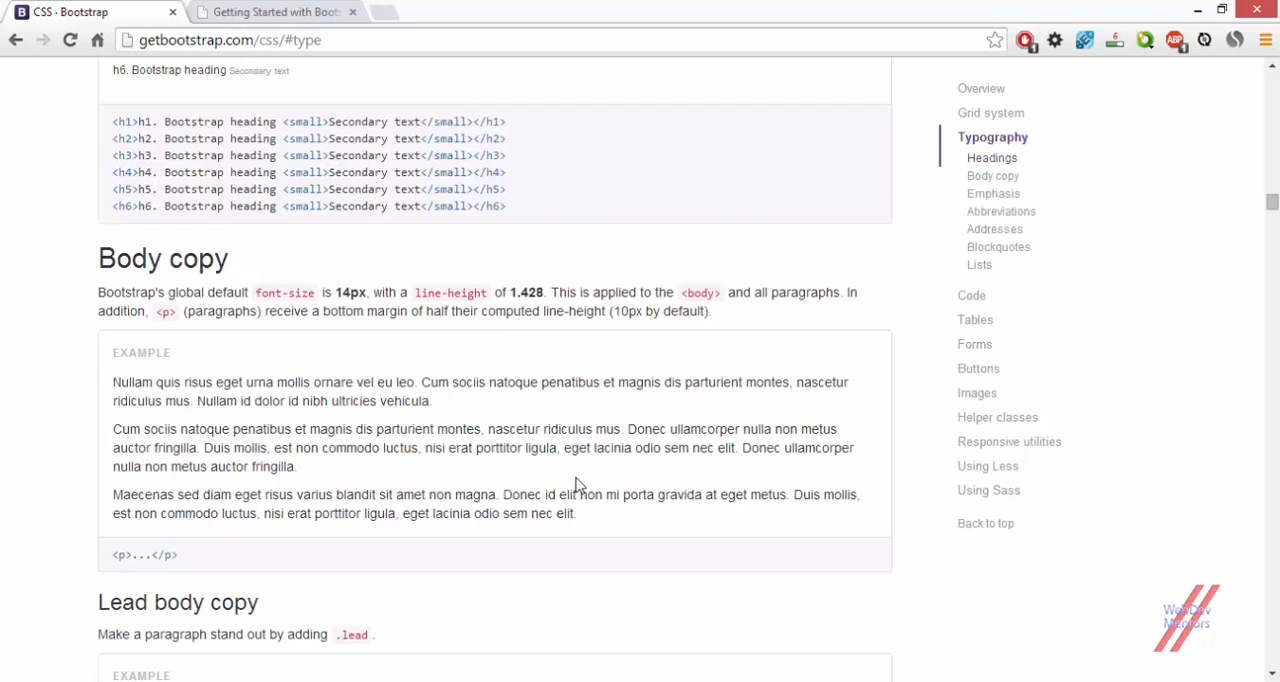 CSS · Bootstrap
Getting Started with Boots
getbootstrap.com/css/#type
1
6
ABP
1
h6. Bootstrap heading Secondary text
<h1>h1. Bootstrap heading <small>Secondary text</small></h1>
<h2>h2. Bootstrap heading <small>Secondary text</small></h2>
<h3>h3. Bootstrap heading <small>Secondary text</small></h3>
<h4>h4. Bootstrap heading <small>Secondary text</small></h4>
<h5>h5. Bootstrap heading <small>Secondary text</small></h5>
<h6>h6. Bootstrap heading <small>Secondary text</small></h6>
Body copy
Bootstrap's global default font-size is 14px, with a line-height of 1.428. This is applied to the <body> and all paragraphs. In
addition, <p> (paragraphs) receive a bottom margin of half their computed line-height (10px by default).
EXAMPLE
Nullam quis risus eget urna mollis ornare vel eu leo. Cum sociis natoque penatibus et magnis dis parturient montes, nascetur
ridiculus mus. Nullam id dolor id nibh ultricies vehicula.
Cum sociis natoque penatibus et magnis dis parturient montes, nascetur ridiculus mus. Donec ullamcorper nulla non metus
auctor fringilla. Duis mollis, est non commodo luctus, nisi erat porttitor ligula, eget lacinia odio sem nec elit. Donec ullamcorper
nulla non metus auctor fringilla.
Maecenas sed diam eget risus varius blandit sit amet non magna. Donec id elit non mi porta gravida at eget metus. Duis mollis,
est non commodo luctus, nisi erat porttitor ligula, eget lacinia odio sem nec elit.
<p>...</p>
Lead body copy
Make a paragraph stand out by adding .lead .
EXAMPLE
Overview
Grid system
Typography
Headings
Body copy
Emphasis
Abbreviations
Addresses
Blockquotes
Lists
Code
Tables
Forms
Buttons
Images
Helper classes
Responsive utilities
Using Less
Using Sass
Back to top
WebDev
Mentors